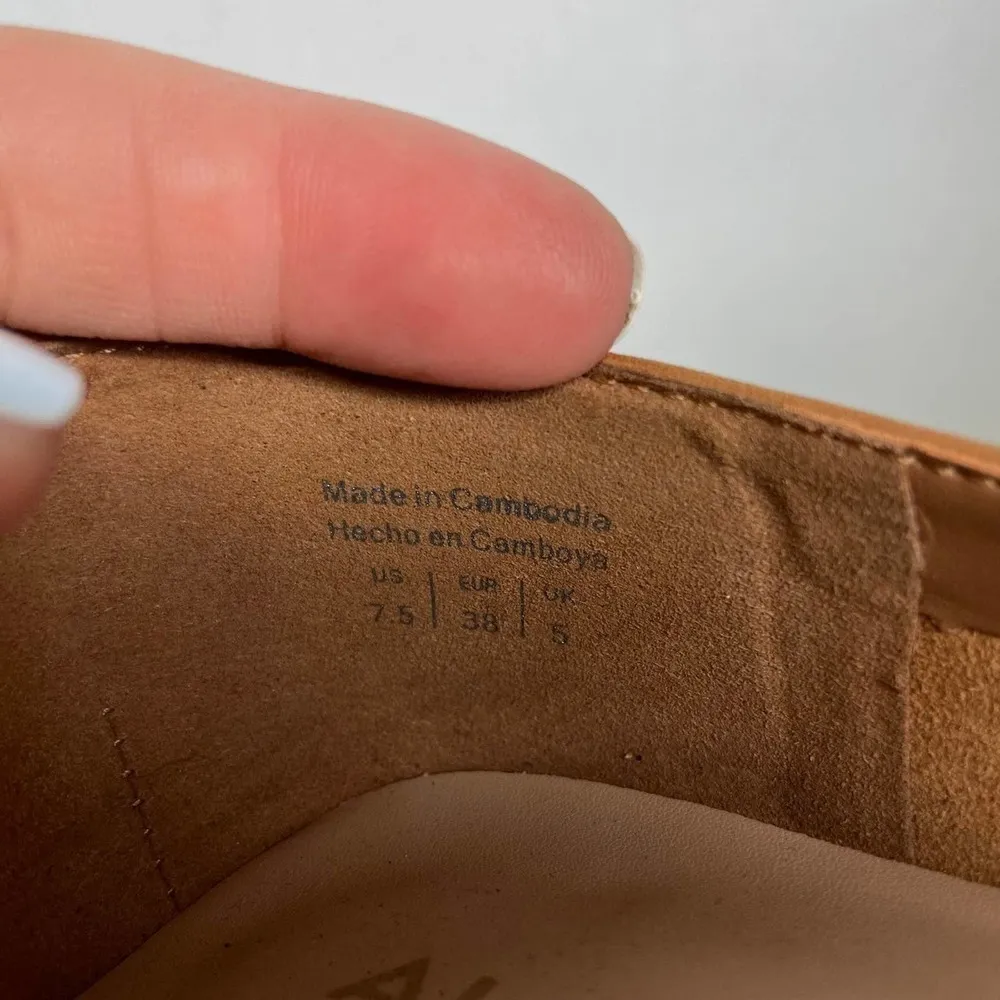 Made in Cambodia
Hecho en Camboya
US | EUR | UK
7.5 | 38 | 5